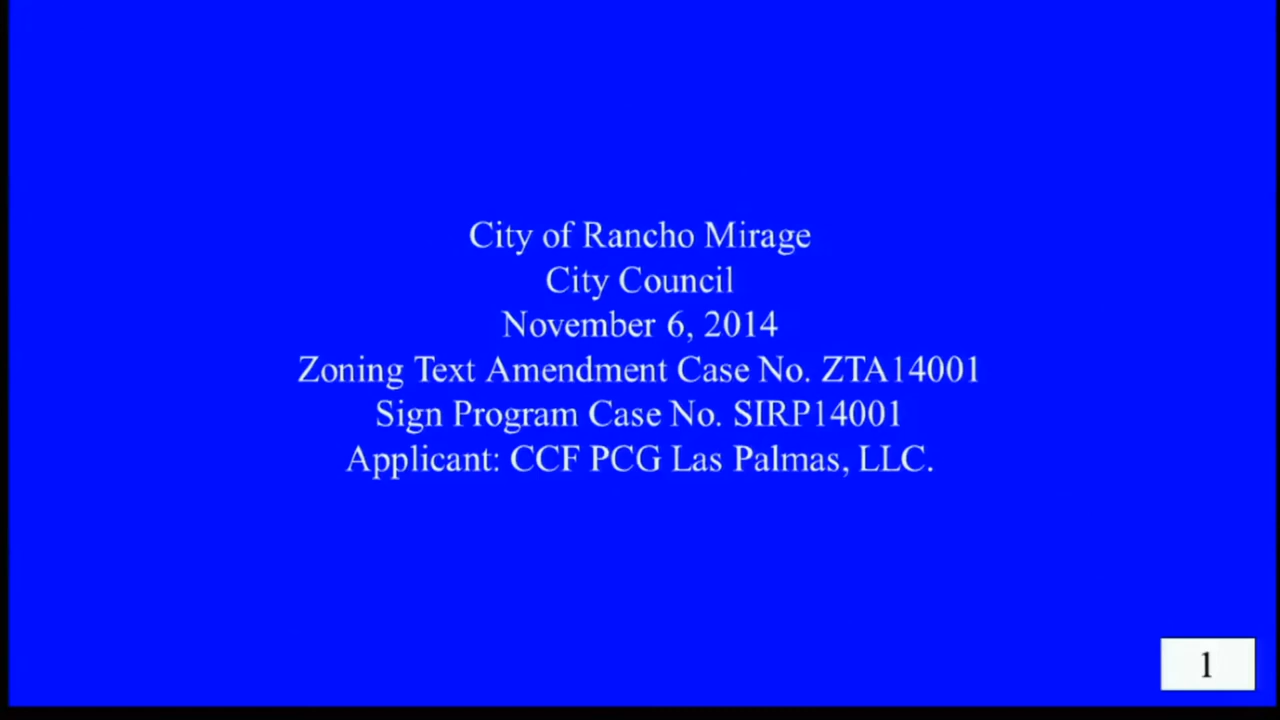 City of Rancho Mirage
City Council
November 6, 2014
Zoning Text Amendment Case No. ZTA14001
Sign Program Case No. SIRP14001
Applicant: CCF PCG Las Palmas, LLC.
1